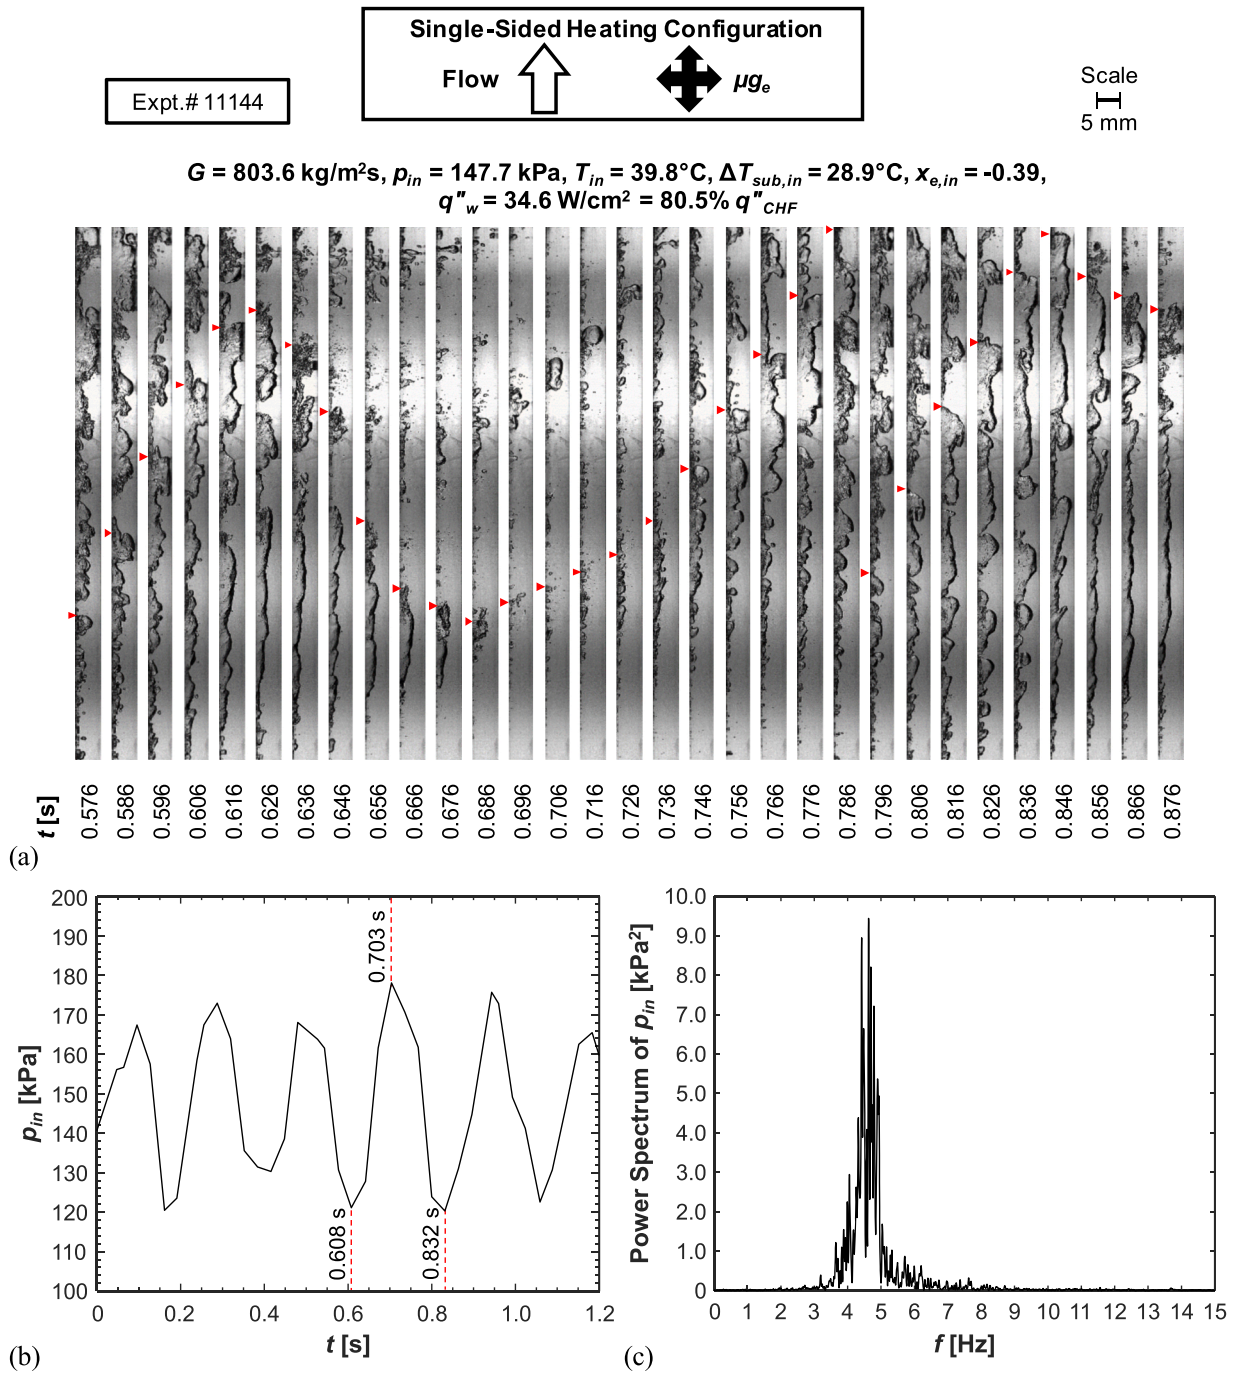 Single-Sided Heating Configuration
Flow
μgₑ
Expt.# 11144
Scale
5 mm
G = 803.6 kg/m²s, pᵢₙ = 147.7 kPa, Tᵢₙ = 39.8°C, ΔT_sub,in = 28.9°C, x_e,in = -0.39,
q″_w = 34.6 W/cm² = 80.5% q″_CHF
t [s]
0.576 0.586 0.596 0.606 0.616 0.626 0.636 0.646 0.656 0.666 0.676 0.686 0.696 0.706 0.716 0.726 0.736 0.746 0.756 0.766 0.776 0.786 0.796 0.806 0.816 0.826 0.836 0.846 0.856 0.866 0.876
(a)
200
190
180
170
160
150
140
130
120
110
100
pᵢₙ [kPa]
0.703 s
0.608 s
0.832 s
0 0.2 0.4 0.6 0.8 1.0 1.2
t [s]
(b)
10.0
9.0
8.0
7.0
6.0
5.0
4.0
3.0
2.0
1.0
0
Power Spectrum of pᵢₙ [kPa²]
0 1 2 3 4 5 6 7 8 9 10 11 12 13 14 15
f [Hz]
(c)